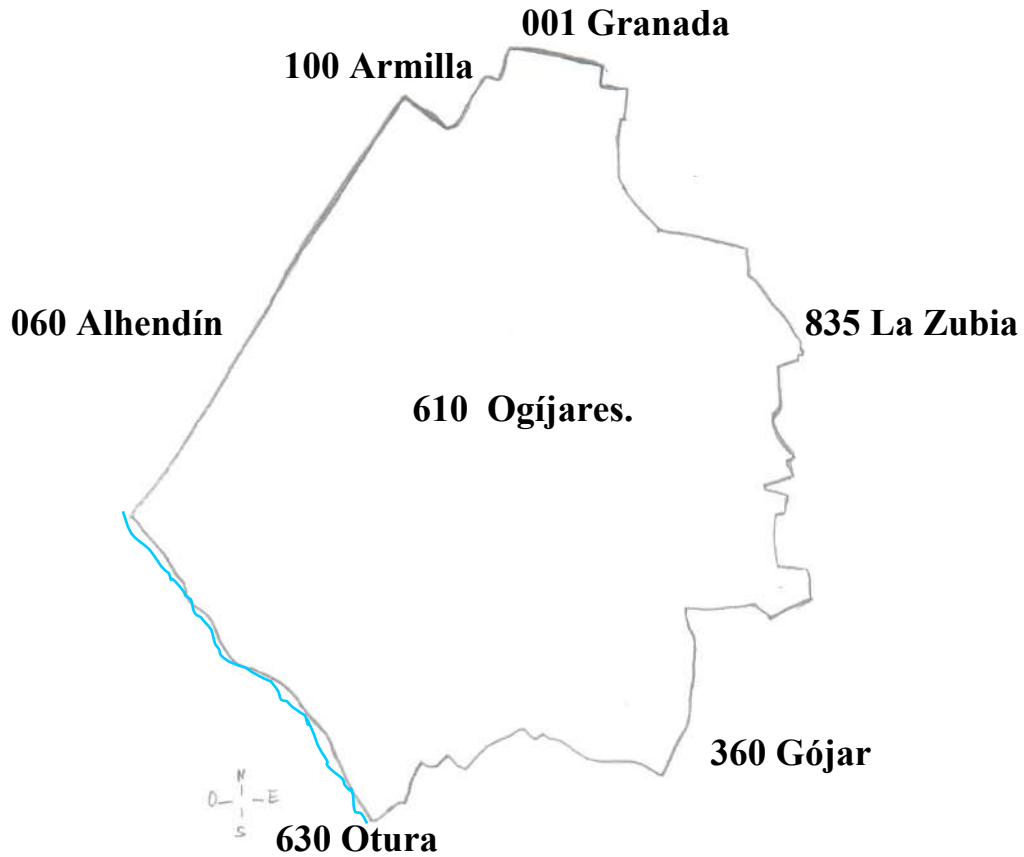 001 Granada
100 Armilla
060 Alhendín
835 La Zubia
610 Ogíjares.
360 Gójar
N
O E
S
630 Otura